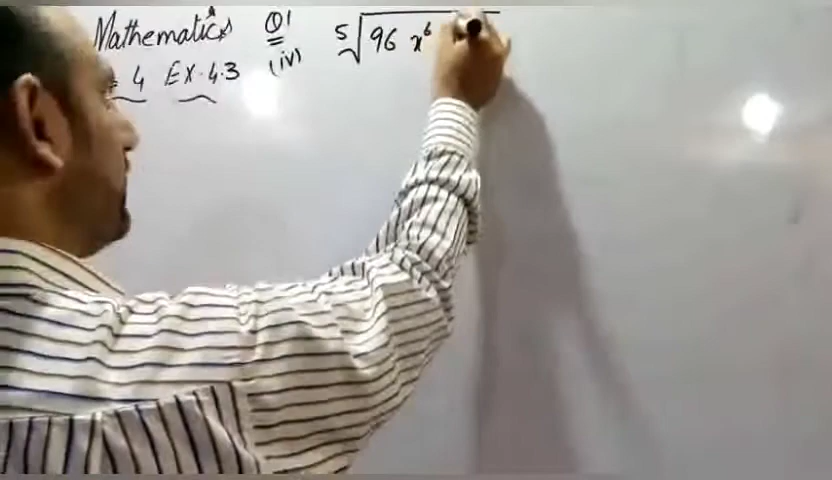 Mathematics Q1
4 Ex. 4.3 (iv) ⁵√96 x⁶